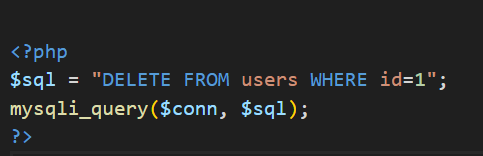 <?php
$sql = "DELETE FROM users WHERE id=1";
mysqli_query($conn, $sql);
?>